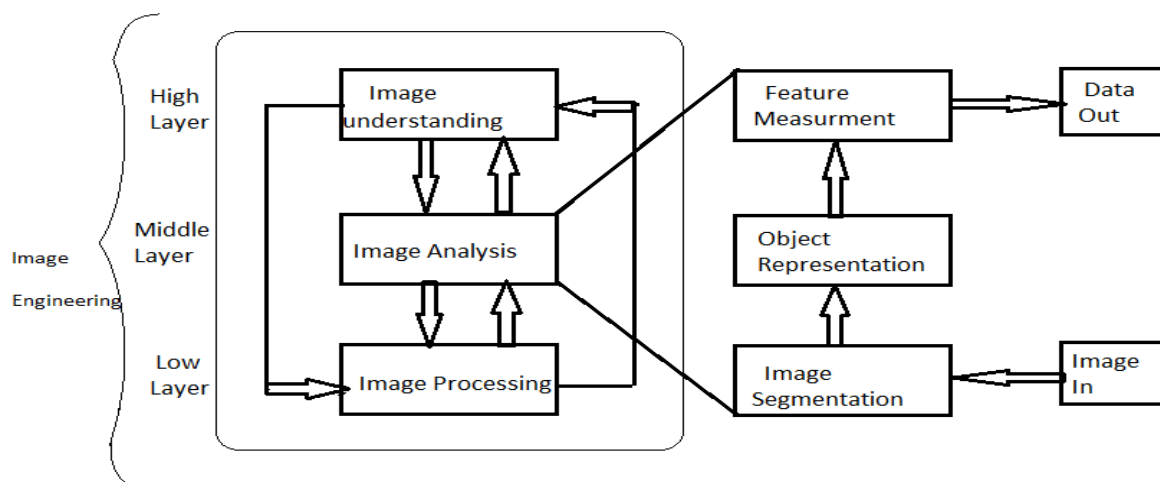 Image
Engineering
High
Layer
Middle
Layer
Low
Layer
Image
understanding
Image Analysis
Image Processing
Feature
Measurment
Object
Representation
Image
Segmentation
Data
Out
Image
In